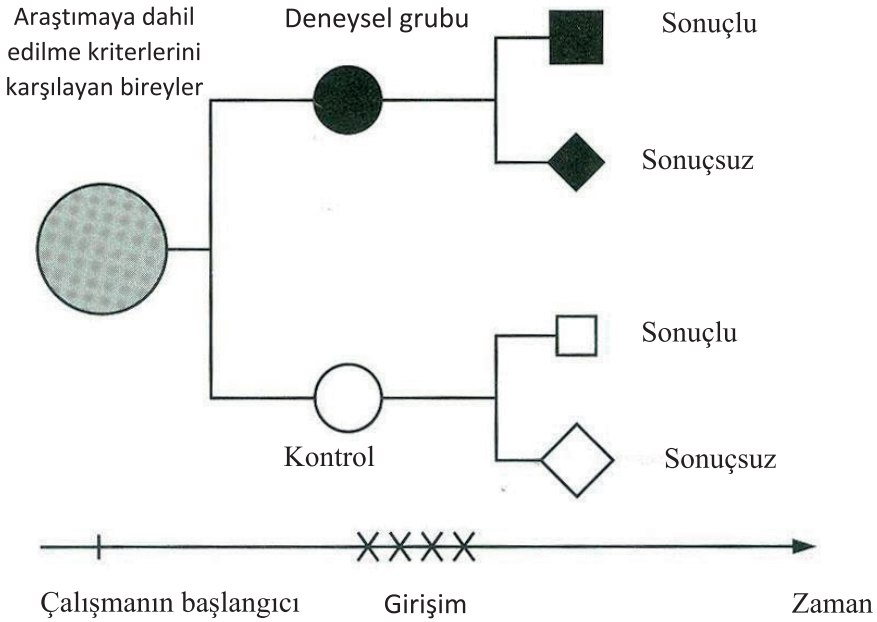 Araştımaya dahil
edilme kriterlerini
karşılayan bireyler
Deneysel grubu
Sonuçlu
Sonuçsuz
Sonuçlu
Kontrol
Sonuçsuz
Çalışmanın başlangıcı
Girişim
Zaman